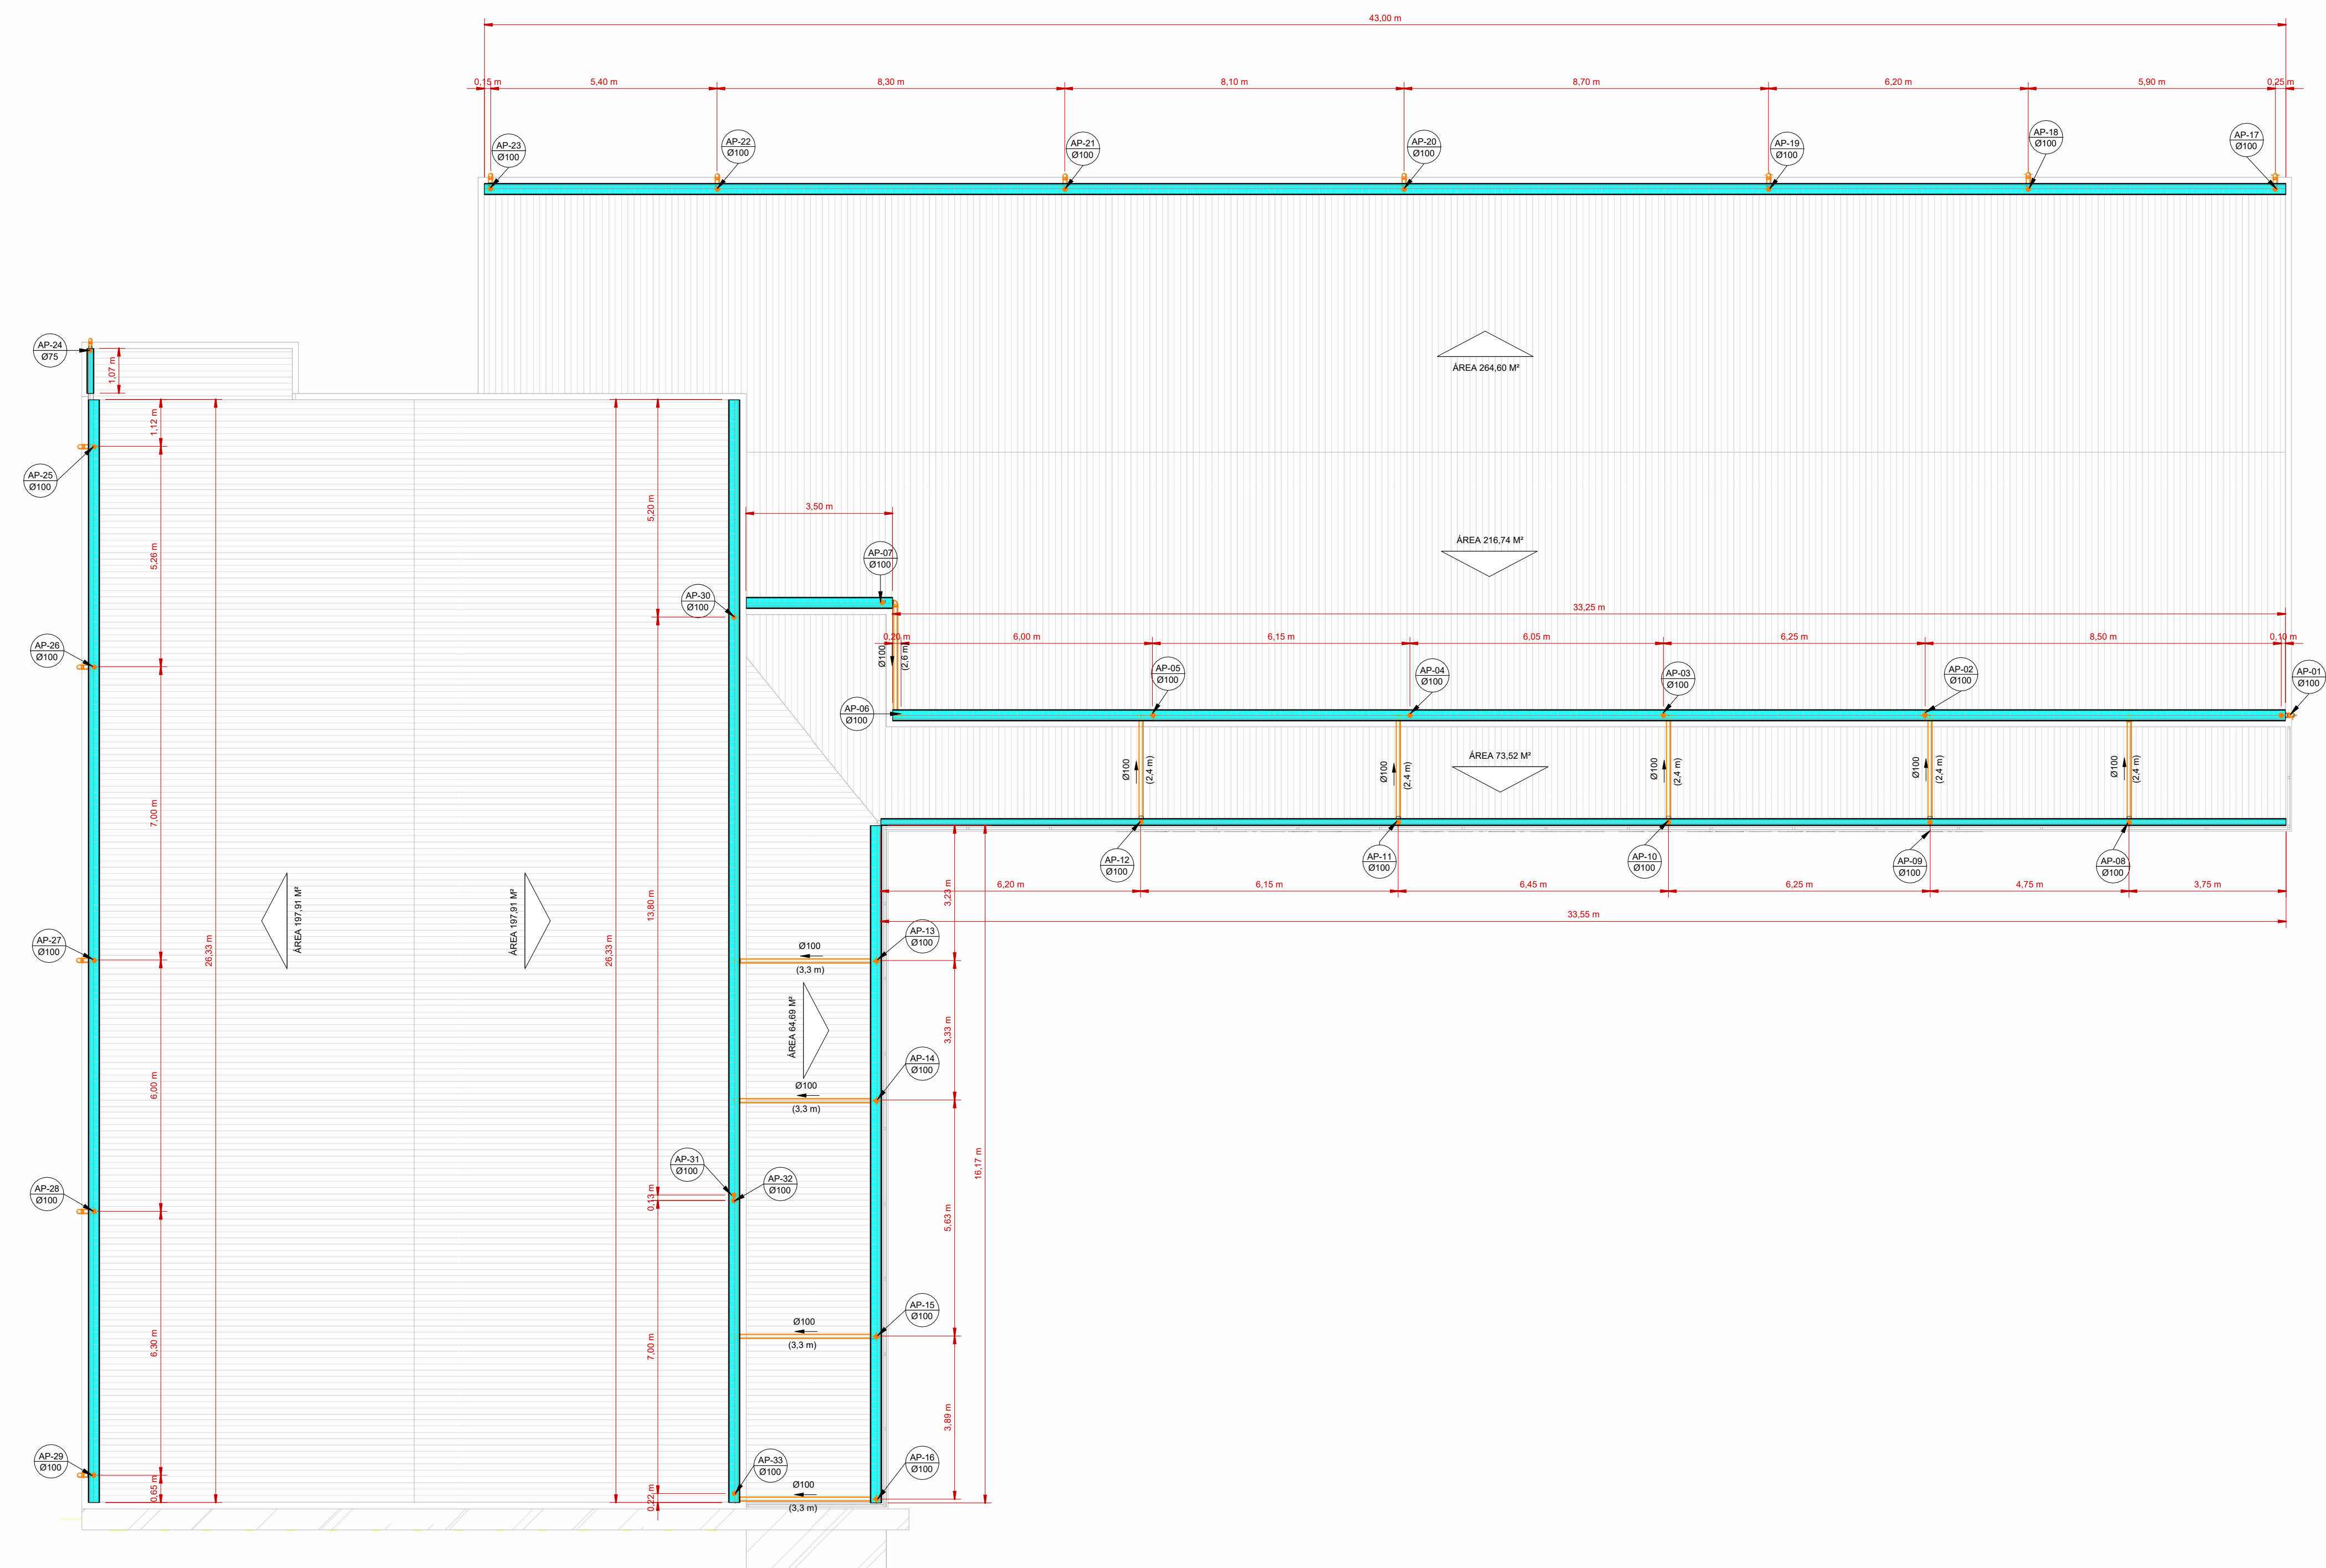 43,00 m
0,15 m
5,40 m
8,30 m
8,10 m
8,70 m
6,20 m
5,90 m
0,25 m
AP-23
Ø100
AP-22
Ø100
AP-21
Ø100
AP-20
Ø100
AP-19
Ø100
AP-18
Ø100
AP-17
Ø100
AP-24
Ø75
1,07 m
ÁREA 264,60 M²
1,12 m
AP-25
Ø100
5,26 m
5,20 m
3,50 m
ÁREA 216,74 M²
AP-07
Ø100
AP-30
Ø100
33,25 m
0,20 m
6,00 m
6,15 m
6,05 m
6,25 m
8,50 m
0,10 m
AP-26
Ø100
Ø100
(2,6 m)
AP-06
Ø100
AP-05
Ø100
AP-04
Ø100
AP-03
Ø100
AP-02
Ø100
AP-01
Ø100
ÁREA 73,52 M²
Ø100
(2,4 m)
Ø100
(2,4 m)
Ø100
(2,4 m)
Ø100
(2,4 m)
Ø100
(2,4 m)
7,00 m
AP-12
Ø100
AP-11
Ø100
AP-10
Ø100
AP-09
Ø100
AP-08
Ø100
6,20 m
6,15 m
6,45 m
6,25 m
4,75 m
3,75 m
33,55 m
3,23 m
ÁREA 197,91 M²
ÁREA 197,91 M²
13,80 m
26,33 m
26,33 m
AP-27
Ø100
AP-13
Ø100
Ø100
(3,3 m)
ÁREA 64,69 M²
3,33 m
6,00 m
AP-14
Ø100
Ø100
(3,3 m)
16,17 m
AP-31
Ø100
AP-32
Ø100
0,13 m
AP-28
Ø100
5,63 m
AP-15
Ø100
Ø100
(3,3 m)
6,30 m
7,00 m
3,89 m
AP-29
Ø100
AP-33
Ø100
AP-16
Ø100
0,65 m
0,22 m
Ø100
(3,3 m)